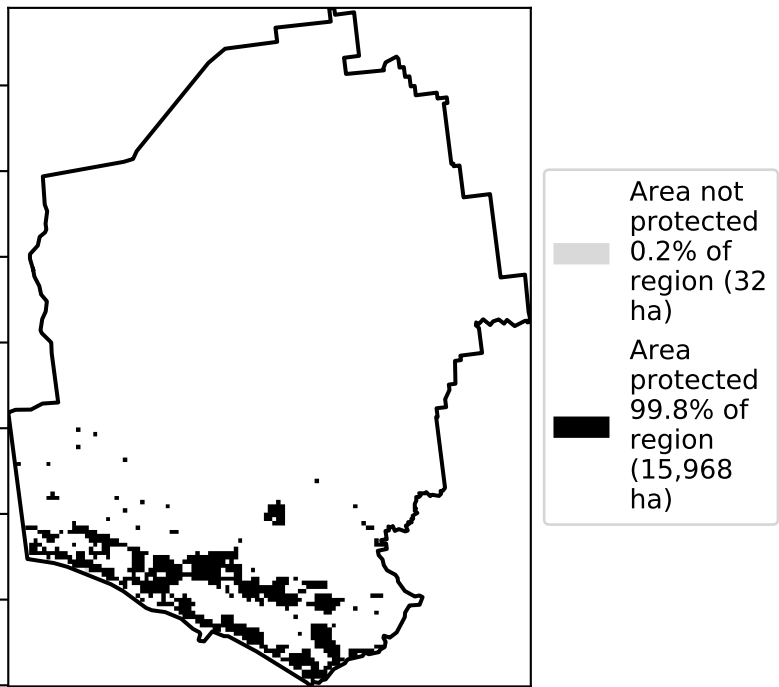 Area not
protected
0.2% of
region (32
ha)
Area
protected
99.8% of
region
(15,968
ha)